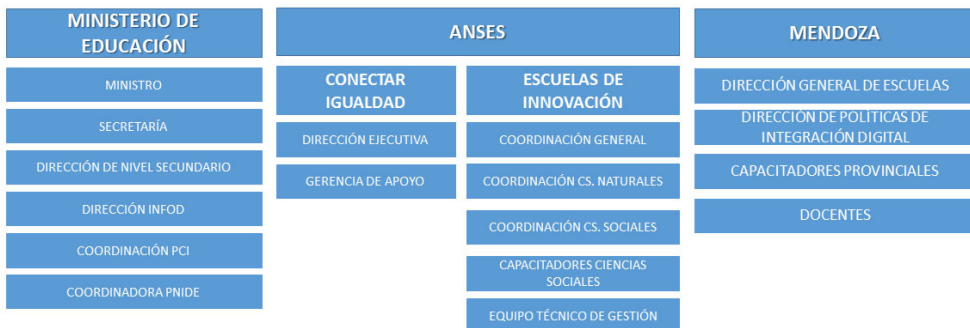 MINISTERIO DE
EDUCACIÓN
MINISTRO
SECRETARÍA
DIRECCIÓN DE NIVEL SECUNDARIO
DIRECCIÓN INFOD
COORDINACIÓN PCI
COORDINADORA PNIDE
ANSES
CONECTAR
IGUALDAD
DIRECCIÓN EJECUTIVA
GERENCIA DE APOYO
ESCUELAS DE
INNOVACIÓN
COORDINACIÓN GENERAL
COORDINACIÓN CS. NATURALES
COORDINACIÓN CS. SOCIALES
CAPACITADORES CIENCIAS
SOCIALES
EQUIPO TÉCNICO DE GESTIÓN
MENDOZA
DIRECCIÓN GENERAL DE ESCUELAS
DIRECCIÓN DE POLÍTICAS DE
INTEGRACIÓN DIGITAL
CAPACITADORES PROVINCIALES
DOCENTES